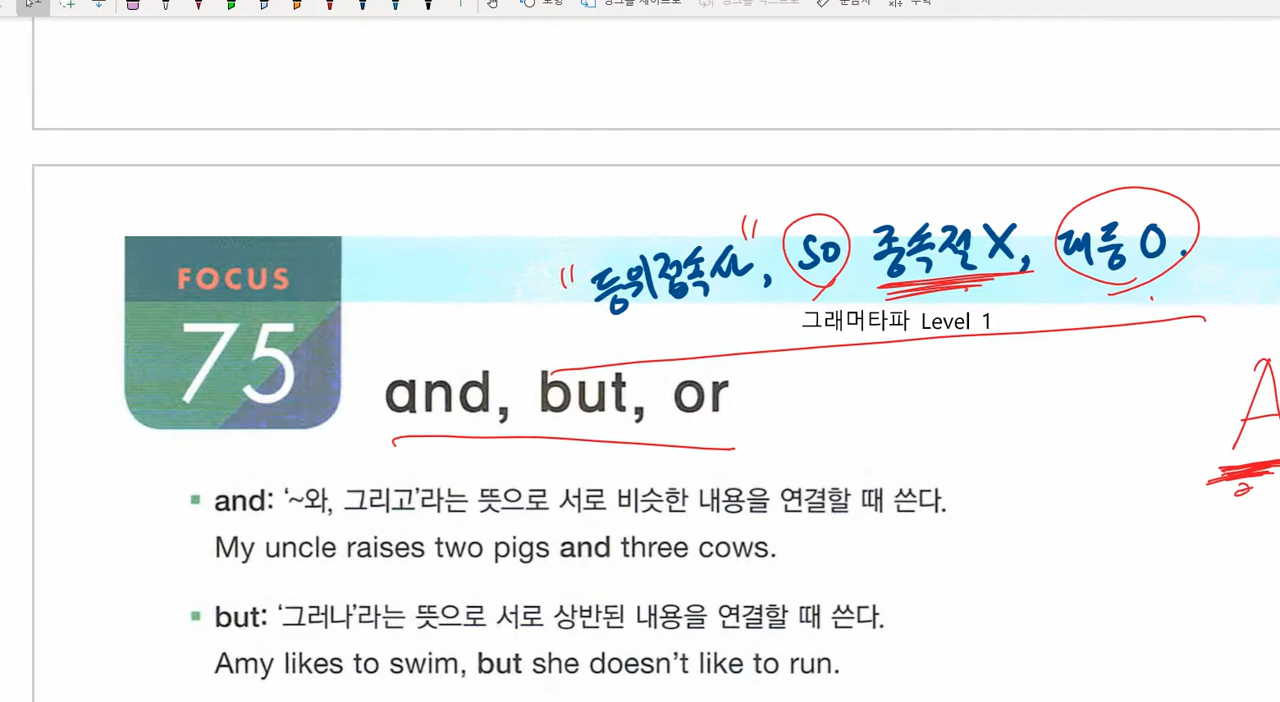 "등위접속사", so 종속절 X, 대등 O.
FOCUS
75
그래머타파 Level 1
and, but, or
A
2
and: ‘~와, 그리고’라는 뜻으로 서로 비슷한 내용을 연결할 때 쓴다.
My uncle raises two pigs and three cows.
but: ‘그러나’라는 뜻으로 서로 상반된 내용을 연결할 때 쓴다.
Amy likes to swim, but she doesn’t like to run.